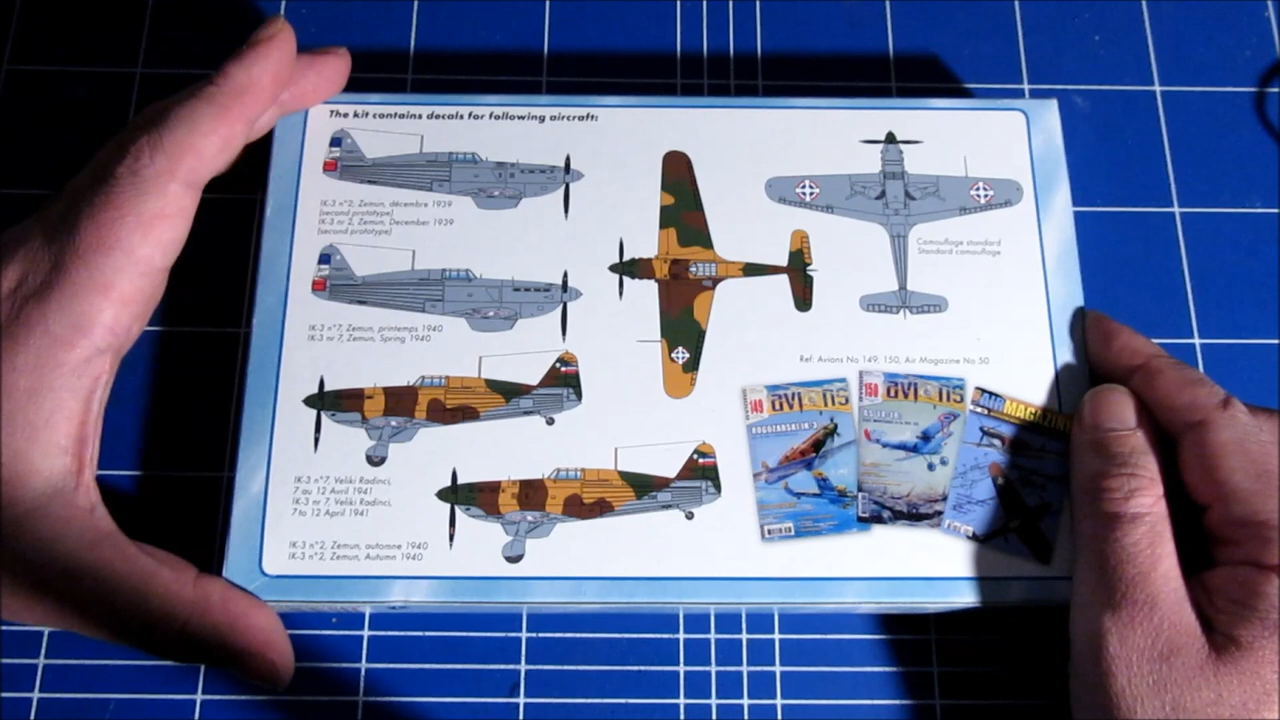 The kit contains decals for following aircraft:
IK-3 n°2, Zemun, décembre 1939
(second prototype)
IK-3 nr 2, Zemun, December 1939
(second prototype)
Camouflage standard
Standard camouflage
IK-3 n°7, Zemun, printemps 1940
IK-3 nr 7, Zemun, Spring 1940
Ref: Avions No 149, 150, Air Magazine No 50
149
avions
ROGOZARSKI IK-3
150
avions
AIR MAGAZINE
IK-3 n°7, Veliki Radinci,
7 au 12 Avril 1941
IK-3 nr 7, Veliki Radinci,
7 to 12 April 1941
IK-3 n°2, Zemun, automne 1940
IK-3 n°2, Zemun, Autumn 1940